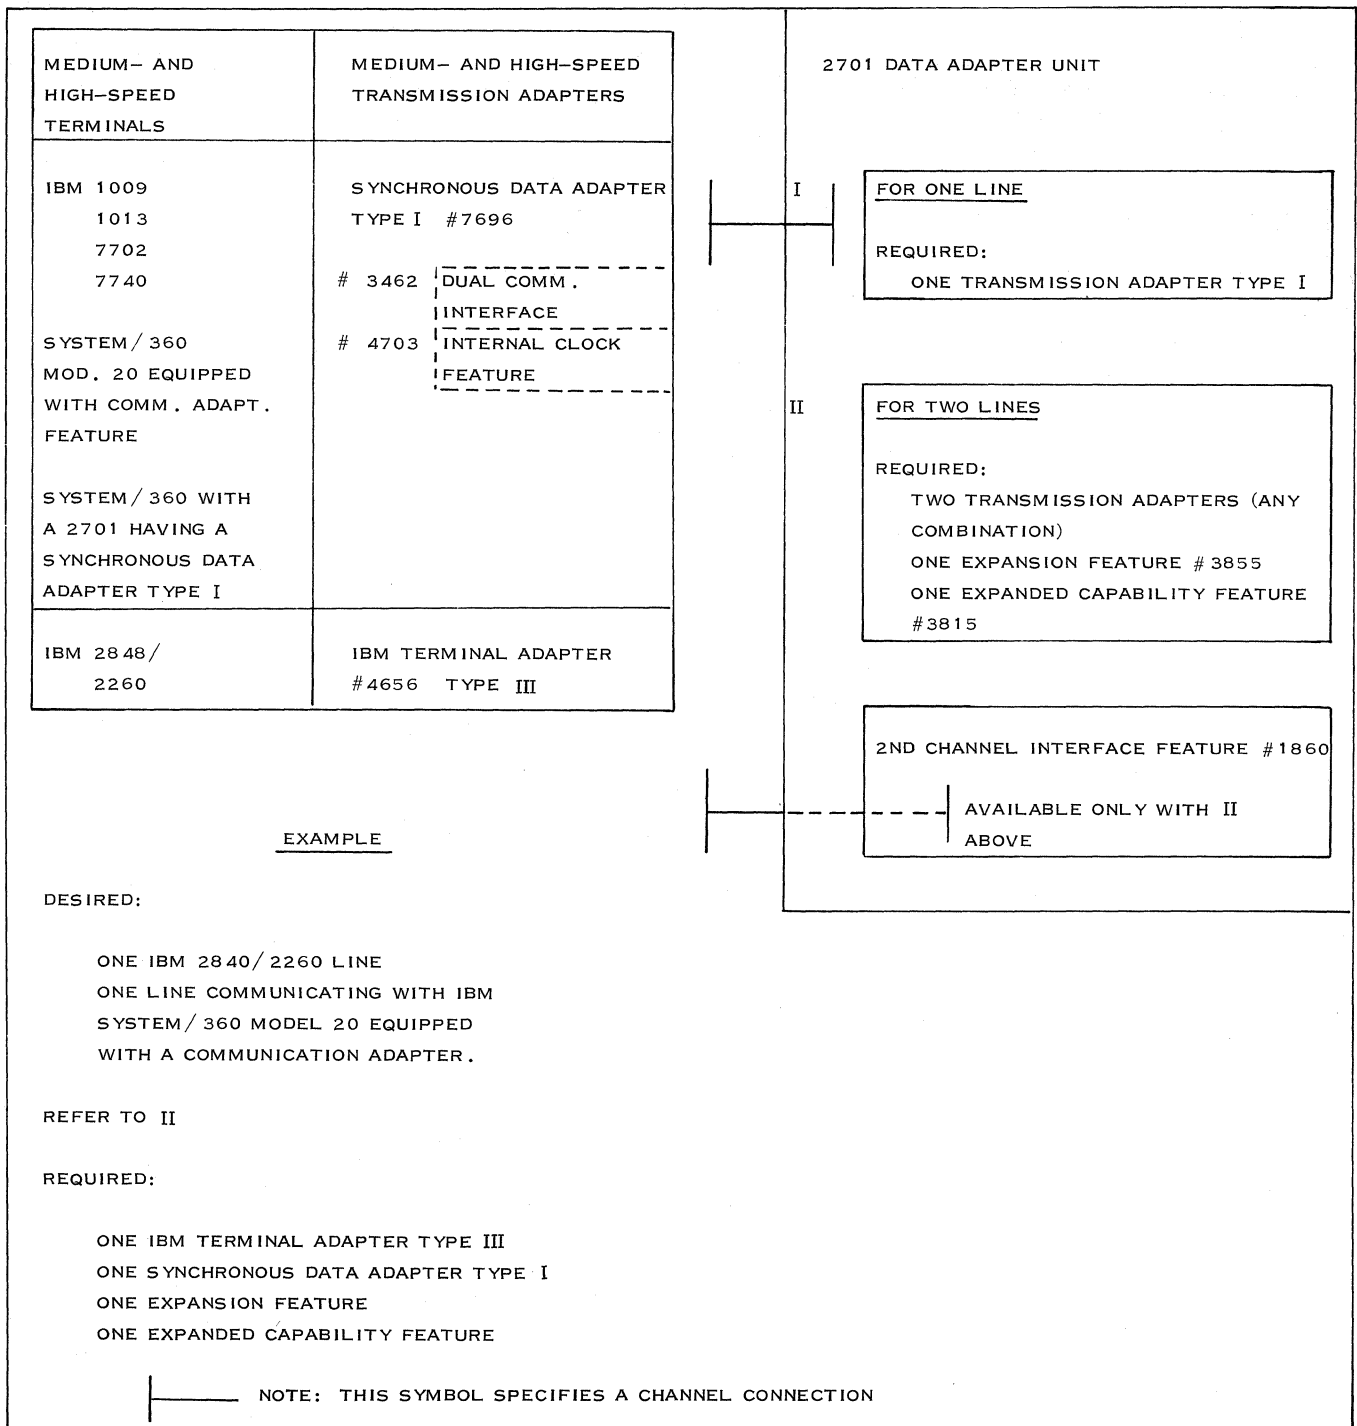 MEDIUM- AND
HIGH-SPEED
TERMINALS
MEDIUM- AND HIGH-SPEED
TRANSMISSION ADAPTERS
IBM 1009
1013
7702
7740
SYSTEM/360
MOD. 20 EQUIPPED
WITH COMM. ADAPT.
FEATURE
SYSTEM/360 WITH
A 2701 HAVING A
SYNCHRONOUS DATA
ADAPTER TYPE I
SYNCHRONOUS DATA ADAPTER
TYPE I #7696
# 3462 DUAL COMM.
INTERFACE
# 4703 INTERNAL CLOCK
FEATURE
IBM 2848/
2260
IBM TERMINAL ADAPTER
#4656 TYPE III
2701 DATA ADAPTER UNIT
I
FOR ONE LINE
REQUIRED:
ONE TRANSMISSION ADAPTER TYPE I
II
FOR TWO LINES
REQUIRED:
TWO TRANSMISSION ADAPTERS (ANY
COMBINATION)
ONE EXPANSION FEATURE #3855
ONE EXPANDED CAPABILITY FEATURE
#3815
2ND CHANNEL INTERFACE FEATURE #1860
AVAILABLE ONLY WITH II
ABOVE
EXAMPLE
DESIRED:
ONE IBM 2840/2260 LINE
ONE LINE COMMUNICATING WITH IBM
SYSTEM/360 MODEL 20 EQUIPPED
WITH A COMMUNICATION ADAPTER.
REFER TO II
REQUIRED:
ONE IBM TERMINAL ADAPTER TYPE III
ONE SYNCHRONOUS DATA ADAPTER TYPE I
ONE EXPANSION FEATURE
ONE EXPANDED CAPABILITY FEATURE
NOTE: THIS SYMBOL SPECIFIES A CHANNEL CONNECTION